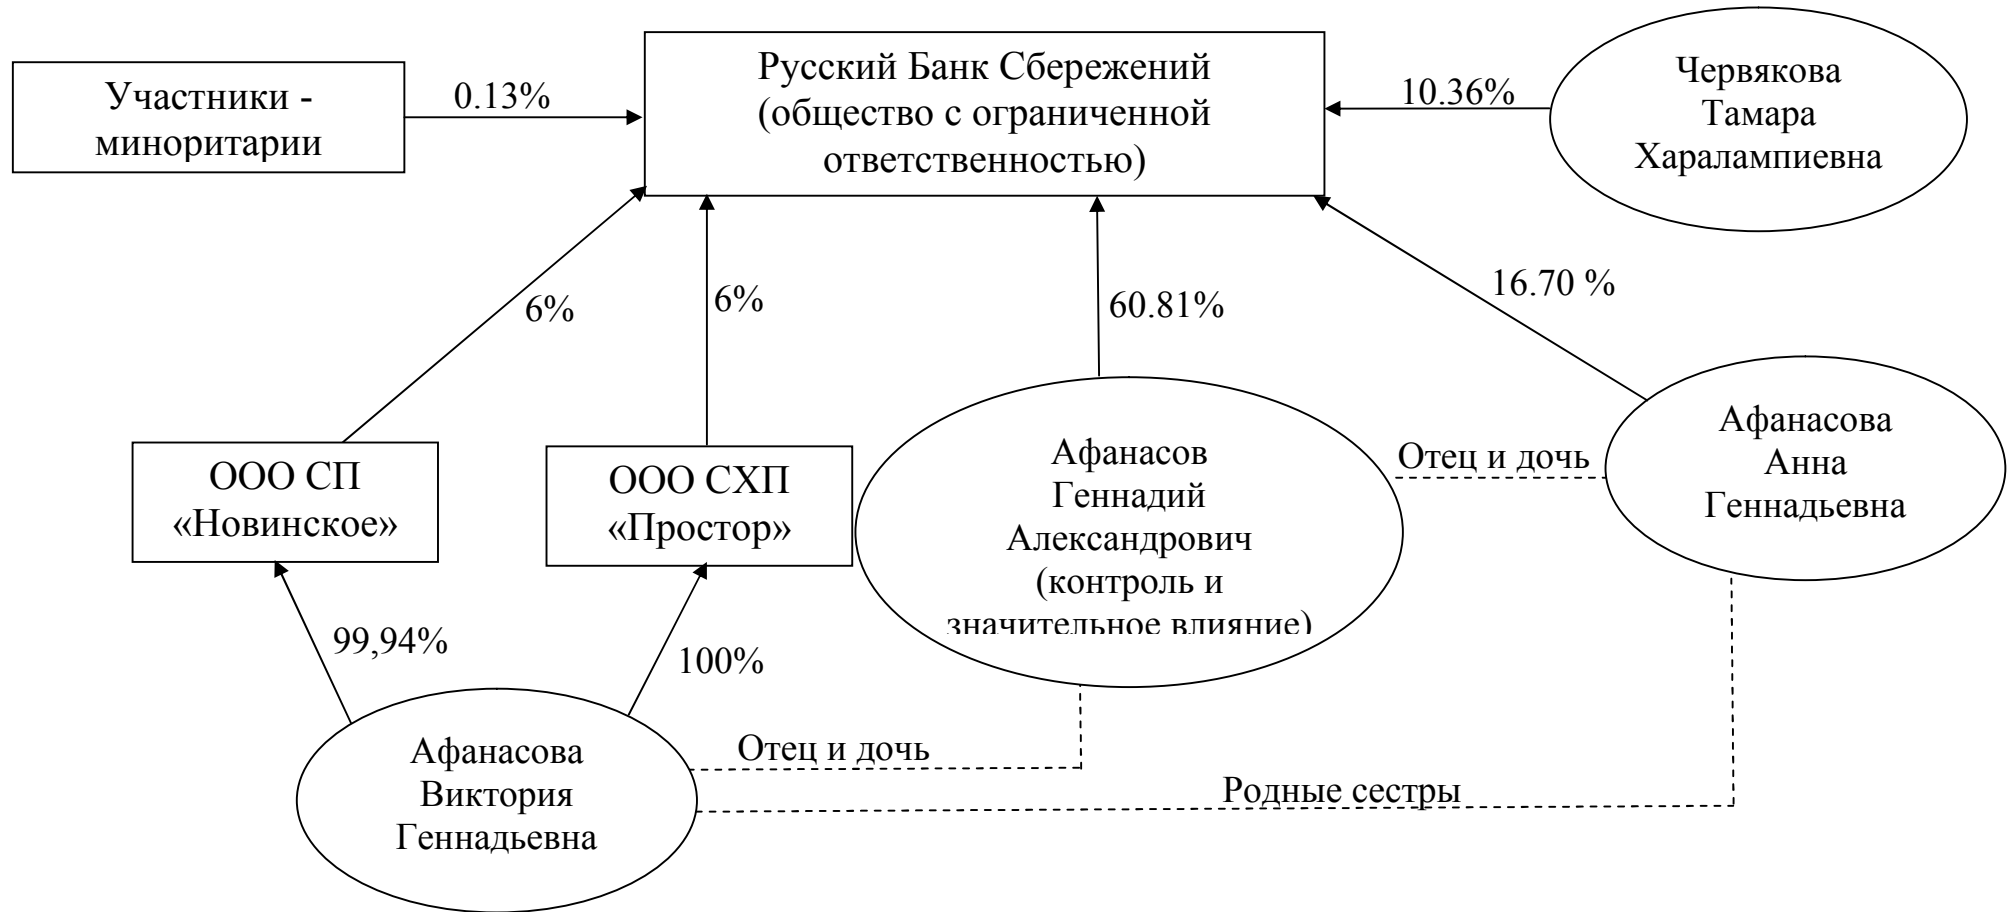 Русский Банк Сбережений
(общество с ограниченной
ответственностью)
Участники -
миноритарии
0.13%
10.36%
Червякова
Тамара
Харалампиевна
6%
6%
60.81%
16.70 %
ООО СП
«Новинское»
ООО СХП
«Простор»
Афанасов
Геннадий
Александрович
(контроль и
значительное влияние)
Отец и дочь
Афанасова
Анна
Геннадьевна
99,94%
100%
Афанасова
Виктория
Геннадьевна
Отец и дочь
Родные сестры